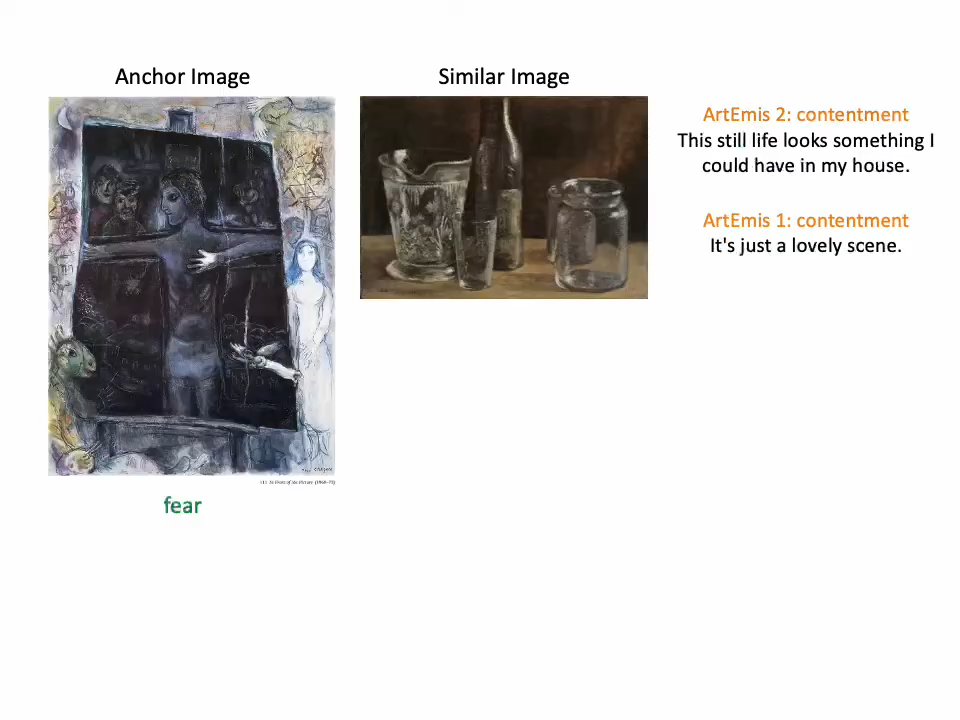 Anchor Image
Similar Image
ArtEmis 2: contentment
This still life looks something I
could have in my house.
ArtEmis 1: contentment
It's just a lovely scene.
fear